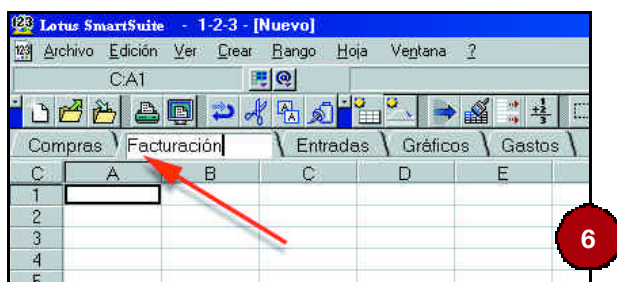 Lotus SmartSuite - 1-2-3 - [Nuevo]
Archivo Edición Ver Crear Rango Hoja Ventana ?
C:A1
Compras Facturación Entradas Gráficos Gastos
C A B C D E
1
2
3
4
5
6